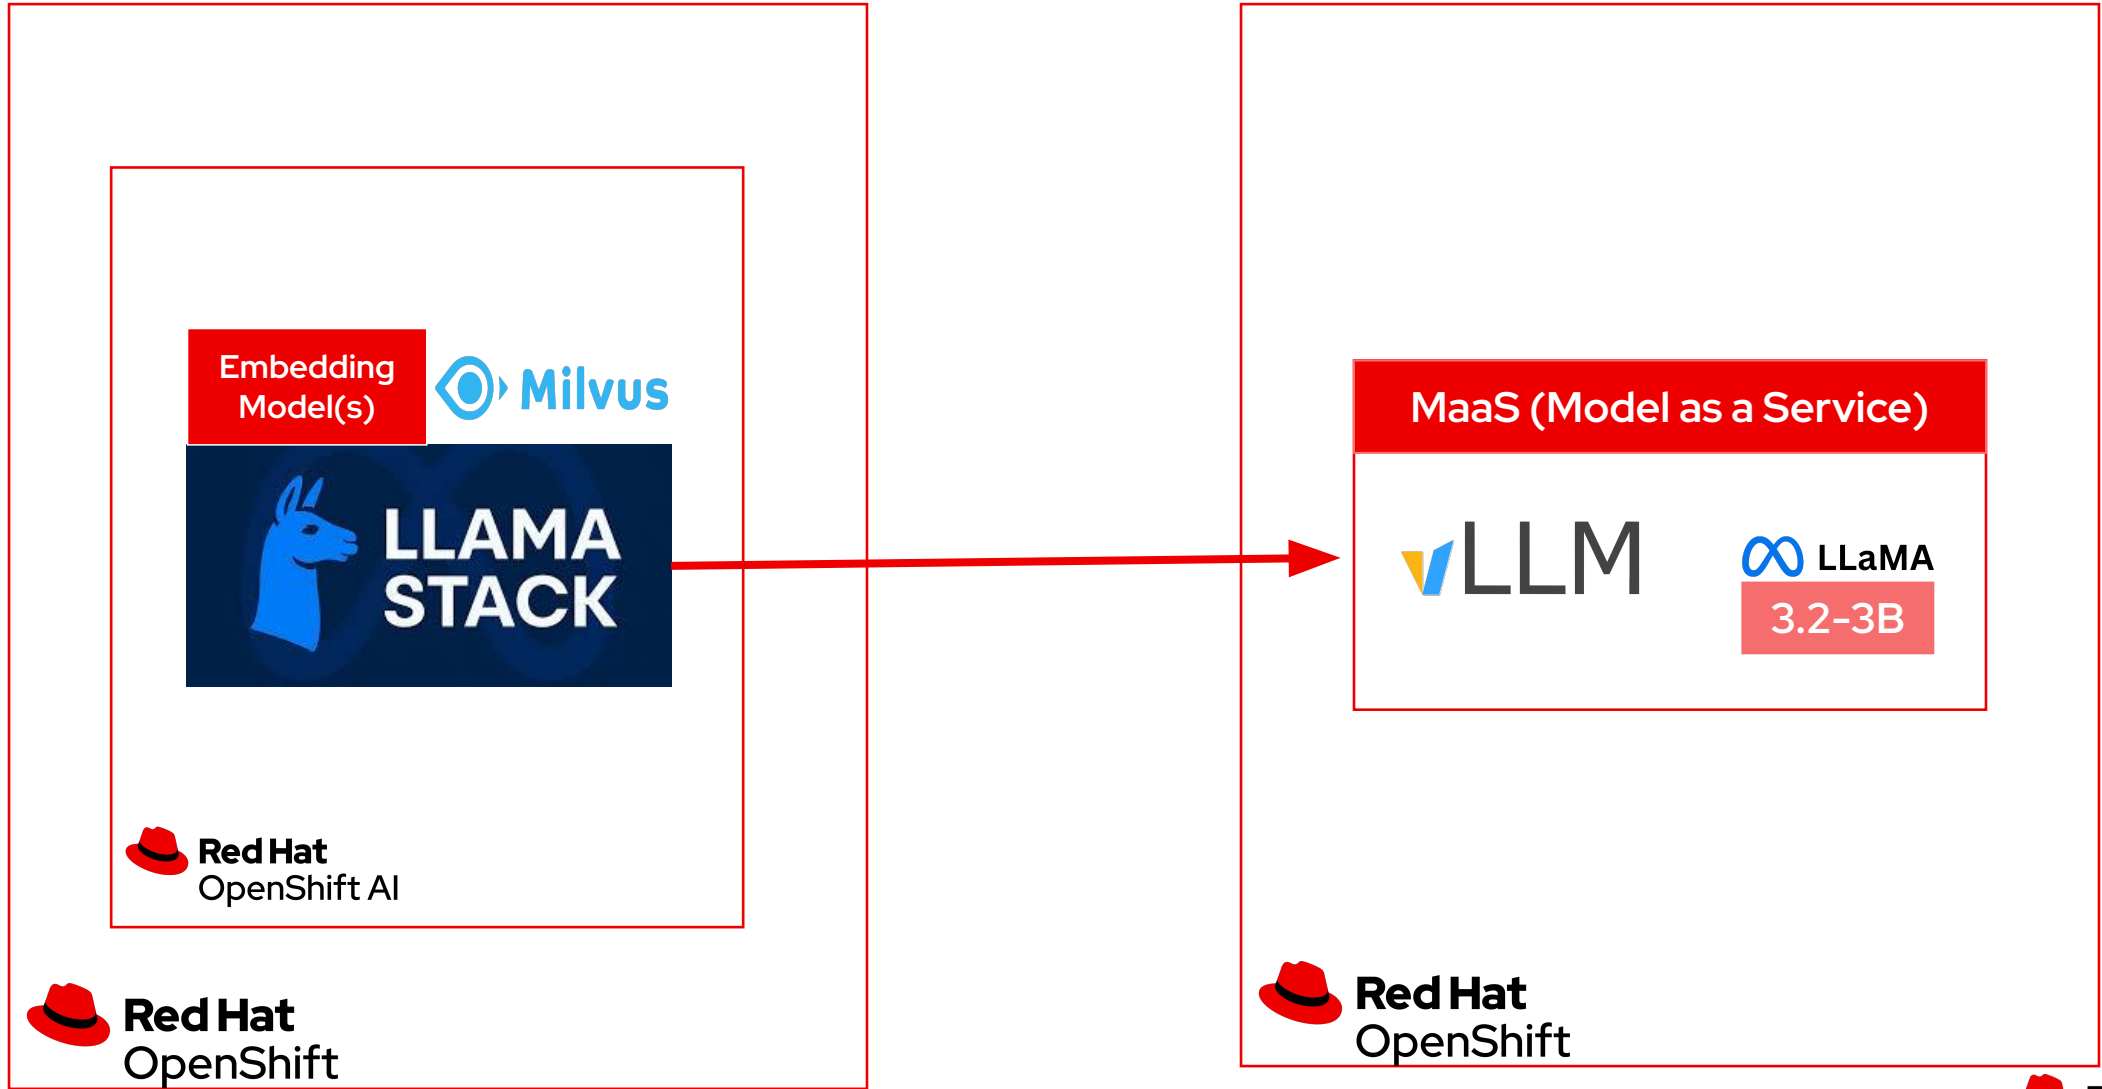 Embedding
Model(s)
Milvus
LLAMA
STACK
Red Hat
OpenShift AI
Red Hat
OpenShift
MaaS (Model as a Service)
vLLM
LLaMA
3.2-3B
Red Hat
OpenShift